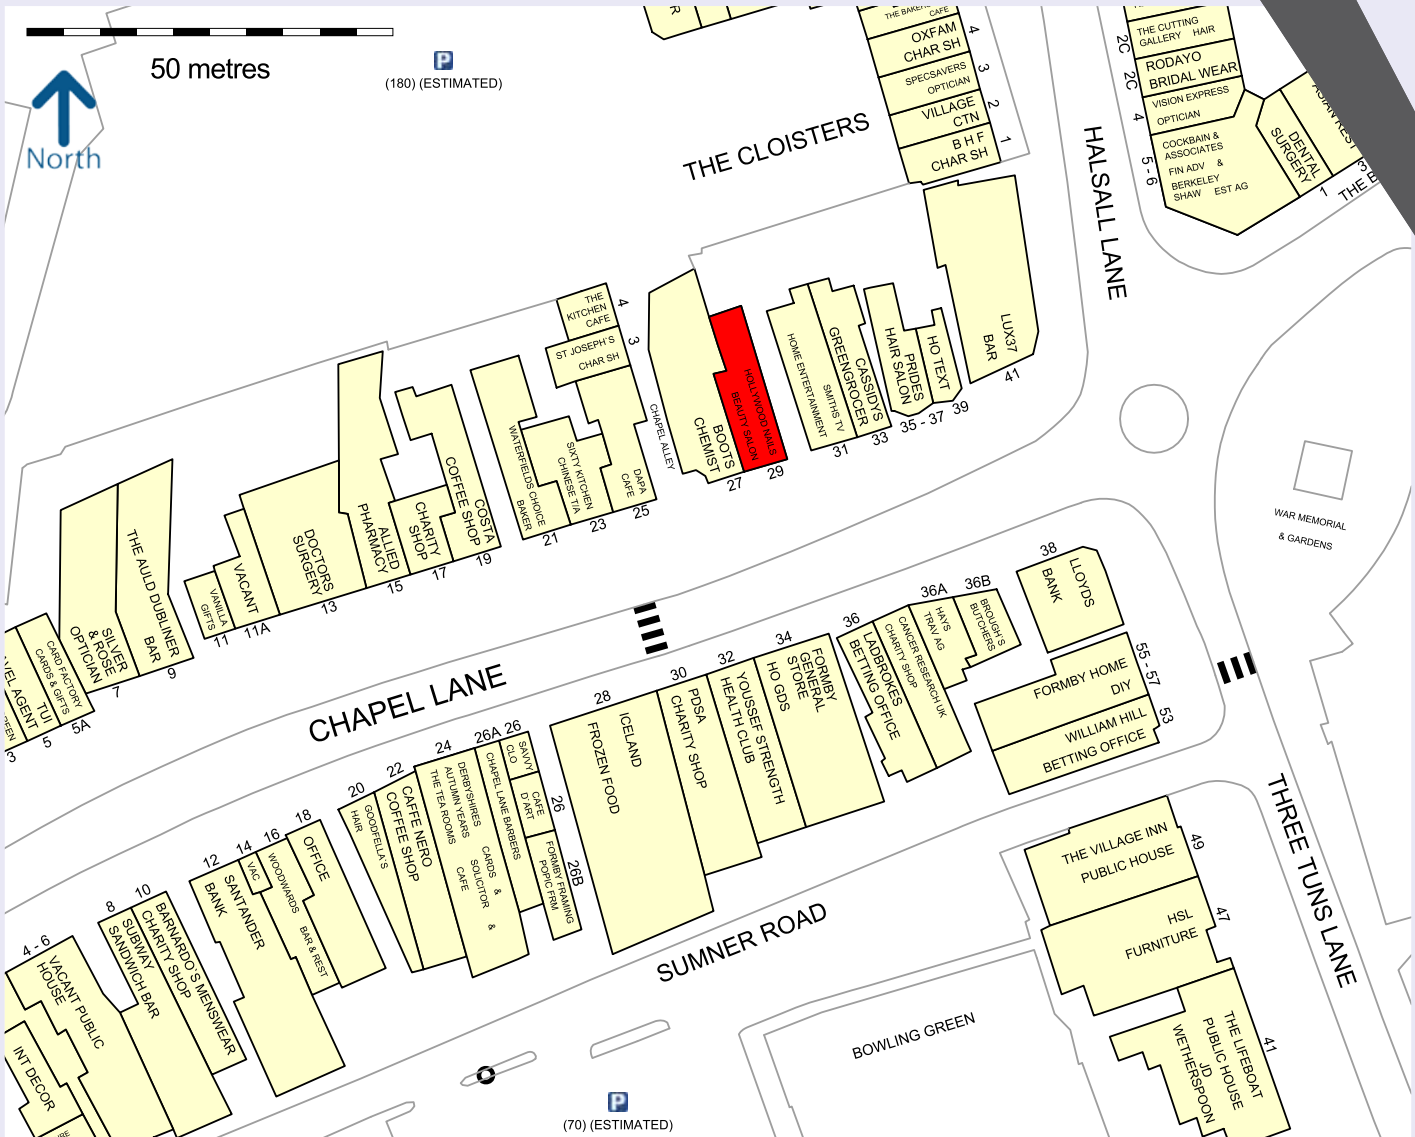 50 metres
North
(180) (ESTIMATED)
THE CLOISTERS
CAFE
OXFAM
CHAR SH
4
SPECSAVERS
OPTICIAN
3
VILLAGE
CTN
2
B H F
CHAR SH
1
HALSALL LANE
THE CUTTING
GALLERY HAIR
2C
RODAYO
BRIDAL WEAR
2C
VISION EXPRESS
OPTICIAN
4
COCKBAIN &
ASSOCIATES
FIN ADV &
BERKELEY
SHAW EST AG
5 - 6
DENTAL
SURGERY
1
3
THE
THE
KITCHEN
CAFE
4
ST JOSEPH'S
CHAR SH
3
CHAPEL ALLEY
BOOTS
CHEMIST
27
HOLLYWOOD NAILS
BEAUTY SALON
29
SMITHS TV
HOME ENTERTAINMENT
31
CASSIDYS
GREENGROCER
33
PRIDES
HAIR SALON
35 - 37
HO TEXT
39
LUX37
BAR
41
DAPA
CAFE
25
SIXTY KITCHEN
CHINESE T/A
23
WATERFIELDS CHOICE
BAKER
21
COSTA
COFFEE SHOP
19
CHARITY
SHOP
17
ALLIED
PHARMACY
15
DOCTORS
SURGERY
13
VACANT
11A
VANILLA
GIFTS
11
THE AULD DUBLINER
BAR
9
SILVER
& ROSE
OPTICIAN
7
CARD FACTORY
CARDS & GIFTS
5A
TUI
5
3
WAR MEMORIAL
& GARDENS
CHAPEL LANE
38
LLOYDS
BANK
36B
BROUGH'S
BUTCHERS
36A
HAYS
TRAV AG
CANCER RESEARCH UK
CHARITY SHOP
36
LADBROKES
BETTING OFFICE
34
FORMBY
GENERAL
STORE
HO GDS
32
YOUSSEF STRENGTH
HEALTH CLUB
30
PDSA
CHARITY SHOP
28
ICELAND
FROZEN FOOD
26
SAVVY
CLO
26
CAFE
D'ART
26B
FORMBY FRAMING
POPIC FRM
26A
CHAPEL LANE BARBERS
24
DERBYSHIRES
AUTUMN YEARS
THE TEA ROOMS
CARDS &
SOLICITOR &
CAFE
22
CAFFE NERO
COFFEE SHOP
20
GOODFELLA'S
HAIR
18
OFFICE
16
WOODWARDS
BAR & REST
14
VAC
12
SANTANDER
BANK
10
BARNARDO'S MENSWEAR
CHARITY SHOP
8
SUBWAY
SANDWICH BAR
4 - 6
VACANT PUBLIC
HOUSE
INT DECOR
FORMBY HOME
DIY
55 - 57
WILLIAM HILL
BETTING OFFICE
53
THE VILLAGE INN
PUBLIC HOUSE
49
HSL
FURNITURE
47
THE LIFEBOAT
PUBLIC HOUSE
JD
WETHERSPOON
41
THREE TUNS LANE
SUMNER ROAD
BOWLING GREEN
(70) (ESTIMATED)